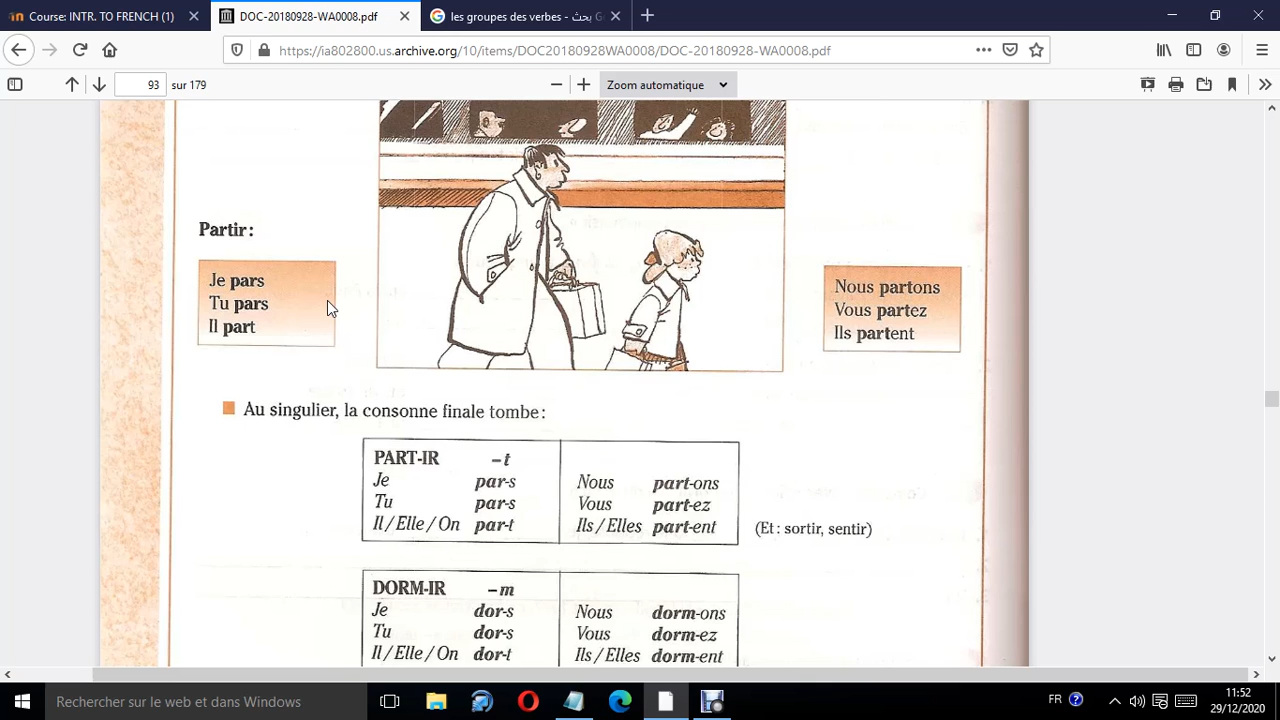 Course: INTR. TO FRENCH (1)
DOC-20180928-WA0008.pdf
les groupes des verbes - بحث G
https://ia802800.us.archive.org/10/items/DOC20180928WA0008/DOC-20180928-WA0008.pdf
93 sur 179
Zoom automatique
Partir :
Je pars
Tu pars
Il part
Nous partons
Vous partez
Ils partent
Au singulier, la consonne finale tombe :
PART-IR –t
Je par-s
Tu par-s
Il / Elle / On par-t
Nous part-ons
Vous part-ez
Ils / Elles part-ent
(Et : sortir, sentir)
DORM-IR –m
Je dor-s
Tu dor-s
Il / Elle / On dor-t
Nous dorm-ons
Vous dorm-ez
Ils / Elles dorm-ent
Rechercher sur le web et dans Windows
FR
11:52
29/12/2020